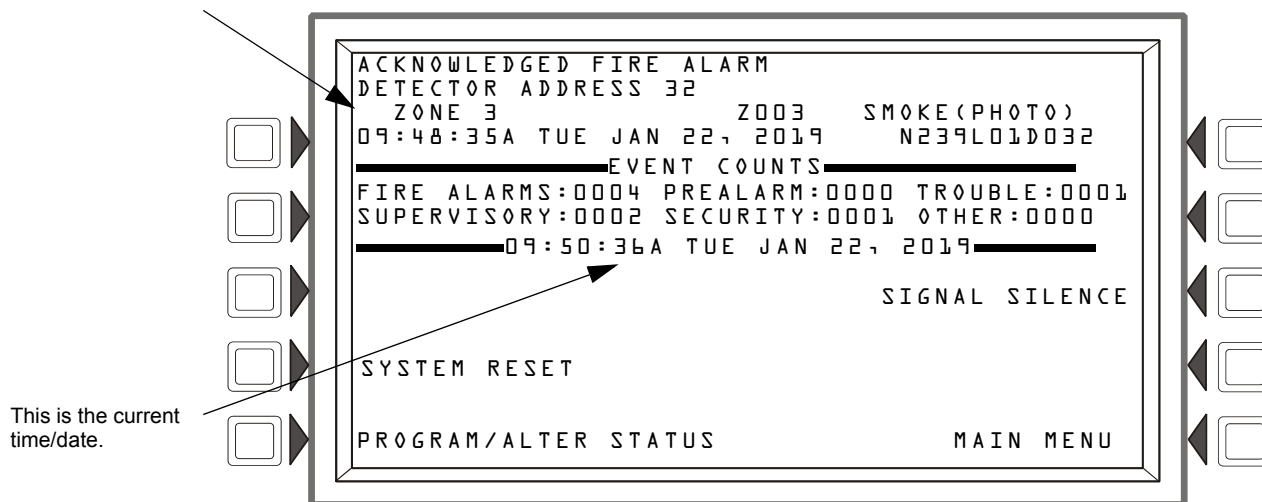 ACKNOWLEDGED FIRE ALARM
DETECTOR ADDRESS 32
ZONE 3 Z003 SMOKE(PHOTO)
09:48:35A TUE JAN 22, 2019 N239L01D032
EVENT COUNTS
FIRE ALARMS:0004 PREALARM:0000 TROUBLE:0001
SUPERVISORY:0002 SECURITY:0001 OTHER:0000
09:50:36A TUE JAN 22, 2019
SIGNAL SILENCE
SYSTEM RESET
This is the current
time/date.
PROGRAM/ALTER STATUS MAIN MENU